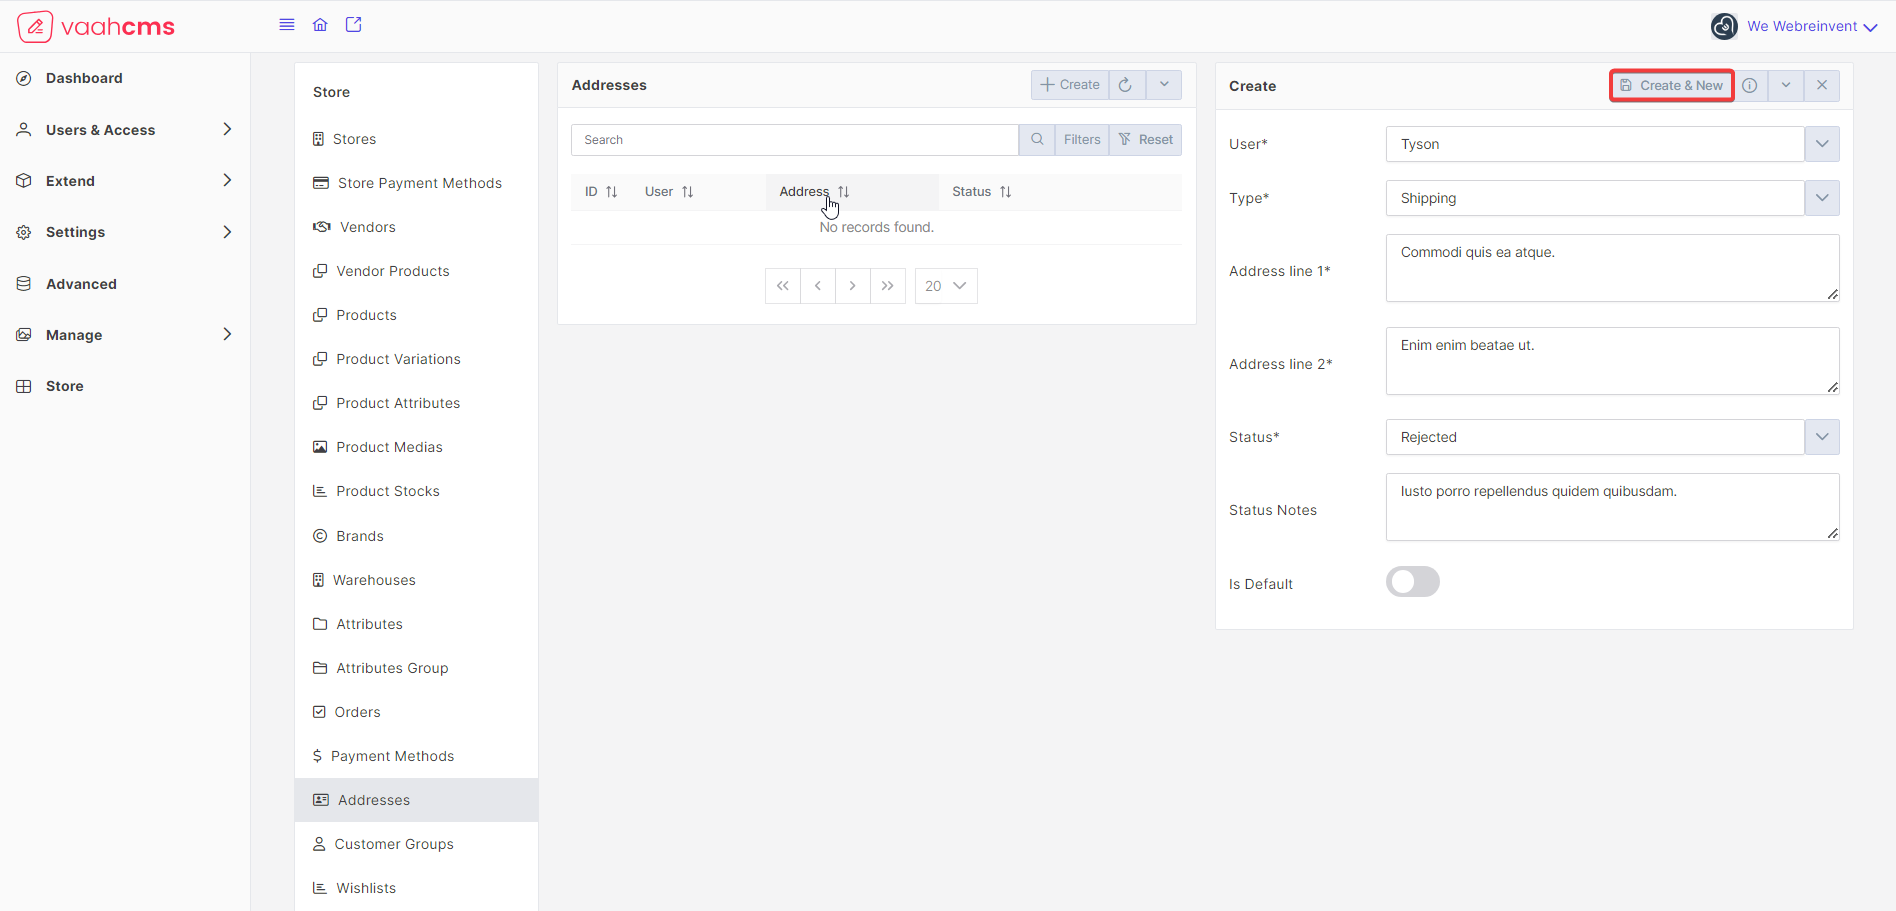 vaahcms
We Webreinvent
Dashboard
Users & Access
Extend
Settings
Advanced
Manage
Store
Store
Stores
Store Payment Methods
Vendors
Vendor Products
Products
Product Variations
Product Attributes
Product Medias
Product Stocks
Brands
Warehouses
Attributes
Attributes Group
Orders
Payment Methods
Addresses
Customer Groups
Wishlists
Addresses
Create
Search
Filters
Reset
ID User Address Status
No records found.
20
Create
Create & New
User* Tyson
Type* Shipping
Address line 1* Commodi quis ea atque.
Address line 2* Enim enim beatae ut.
Status* Rejected
Status Notes Iusto porro repellendus quidem quibusdam.
Is Default